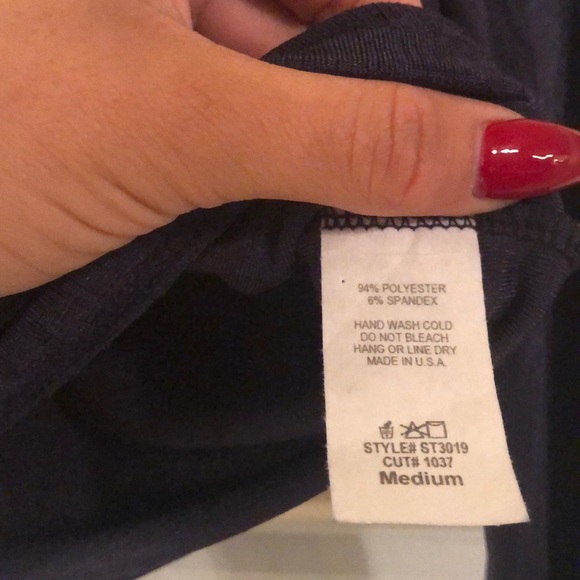 94% POLYESTER
6% SPANDEX
HAND WASH COLD
DO NOT BLEACH
HANG OR LINE DRY
MADE IN U.S.A.
STYLE# ST3019
CUT# 1037
Medium